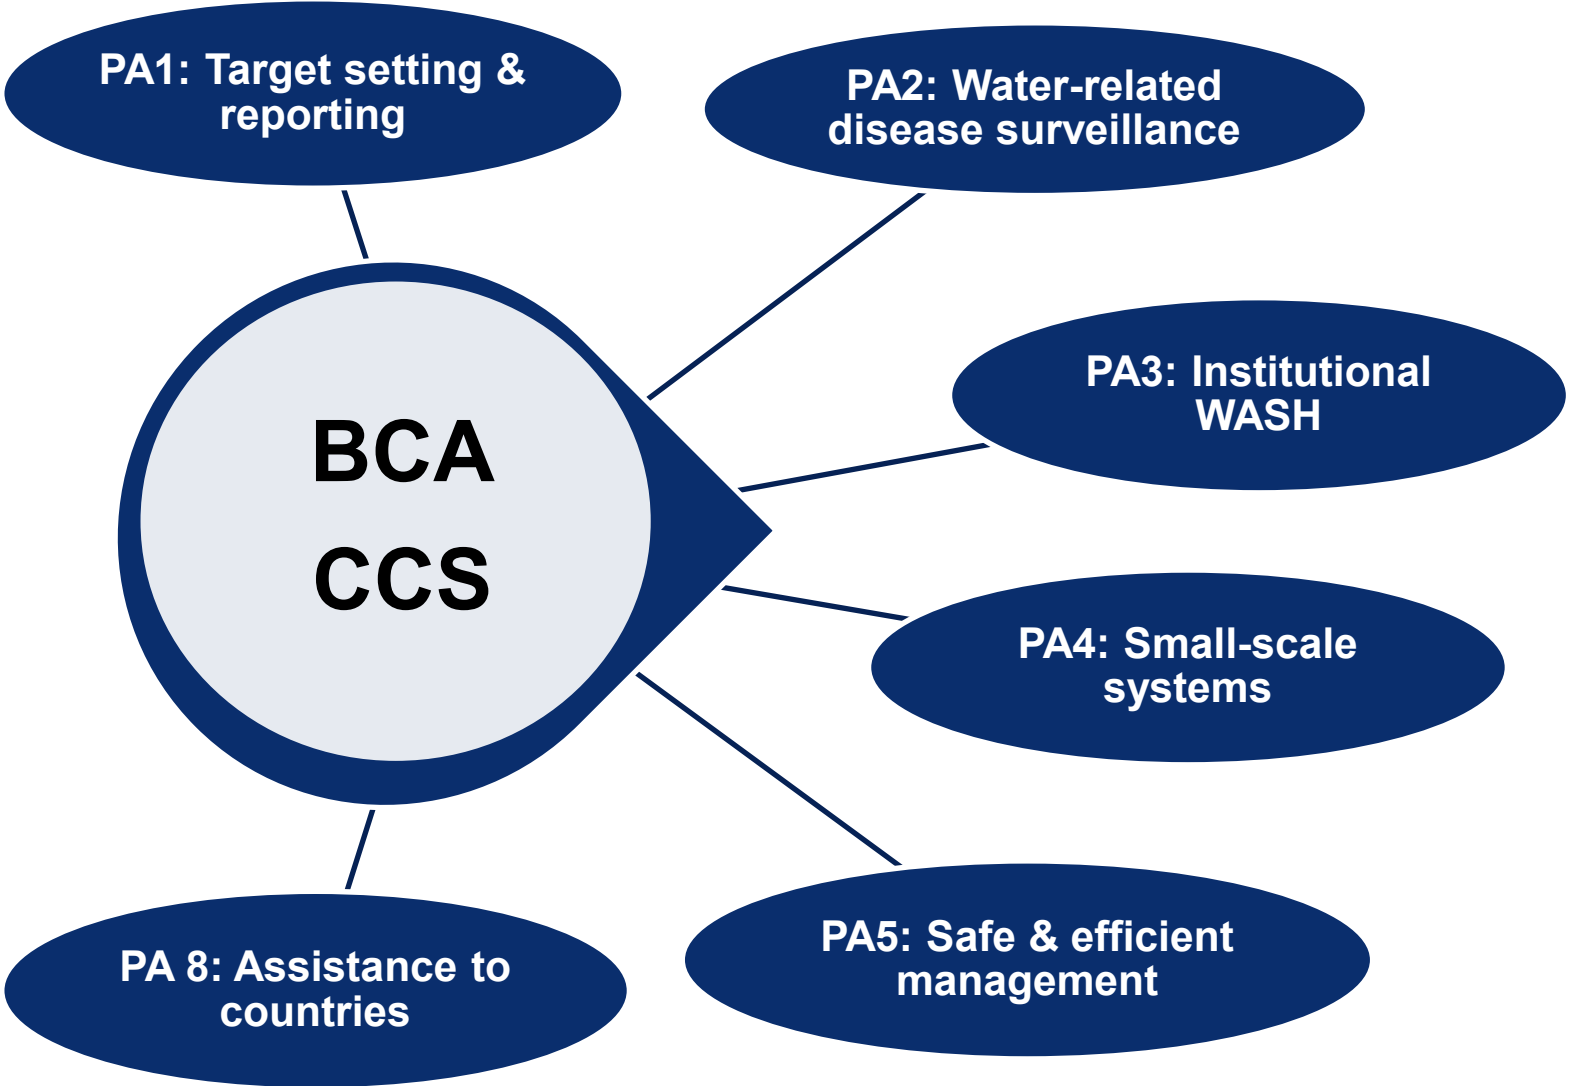 PA1: Target setting &
reporting
PA2: Water-related
disease surveillance
PA3: Institutional
WASH
BCA
CCS
PA4: Small-scale
systems
PA5: Safe & efficient
management
PA 8: Assistance to
countries